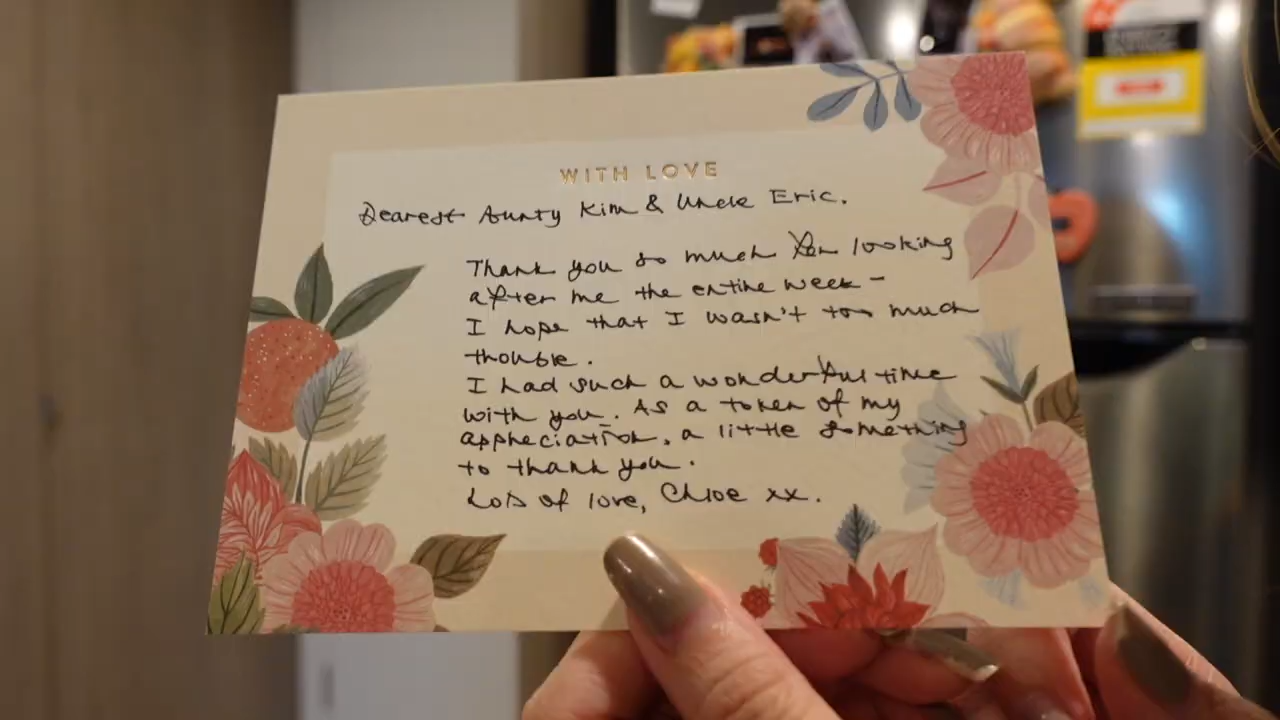 WITH LOVE
Dearest Aunty Kim & Uncle Eric.
Thank you so much for looking
after me the entire week -
I hope that I wasn't too much
trouble.
I had such a wonderful time
with you. As a token of my
appreciation, a little something
to thank you.
Lots of love, Chloe xx.